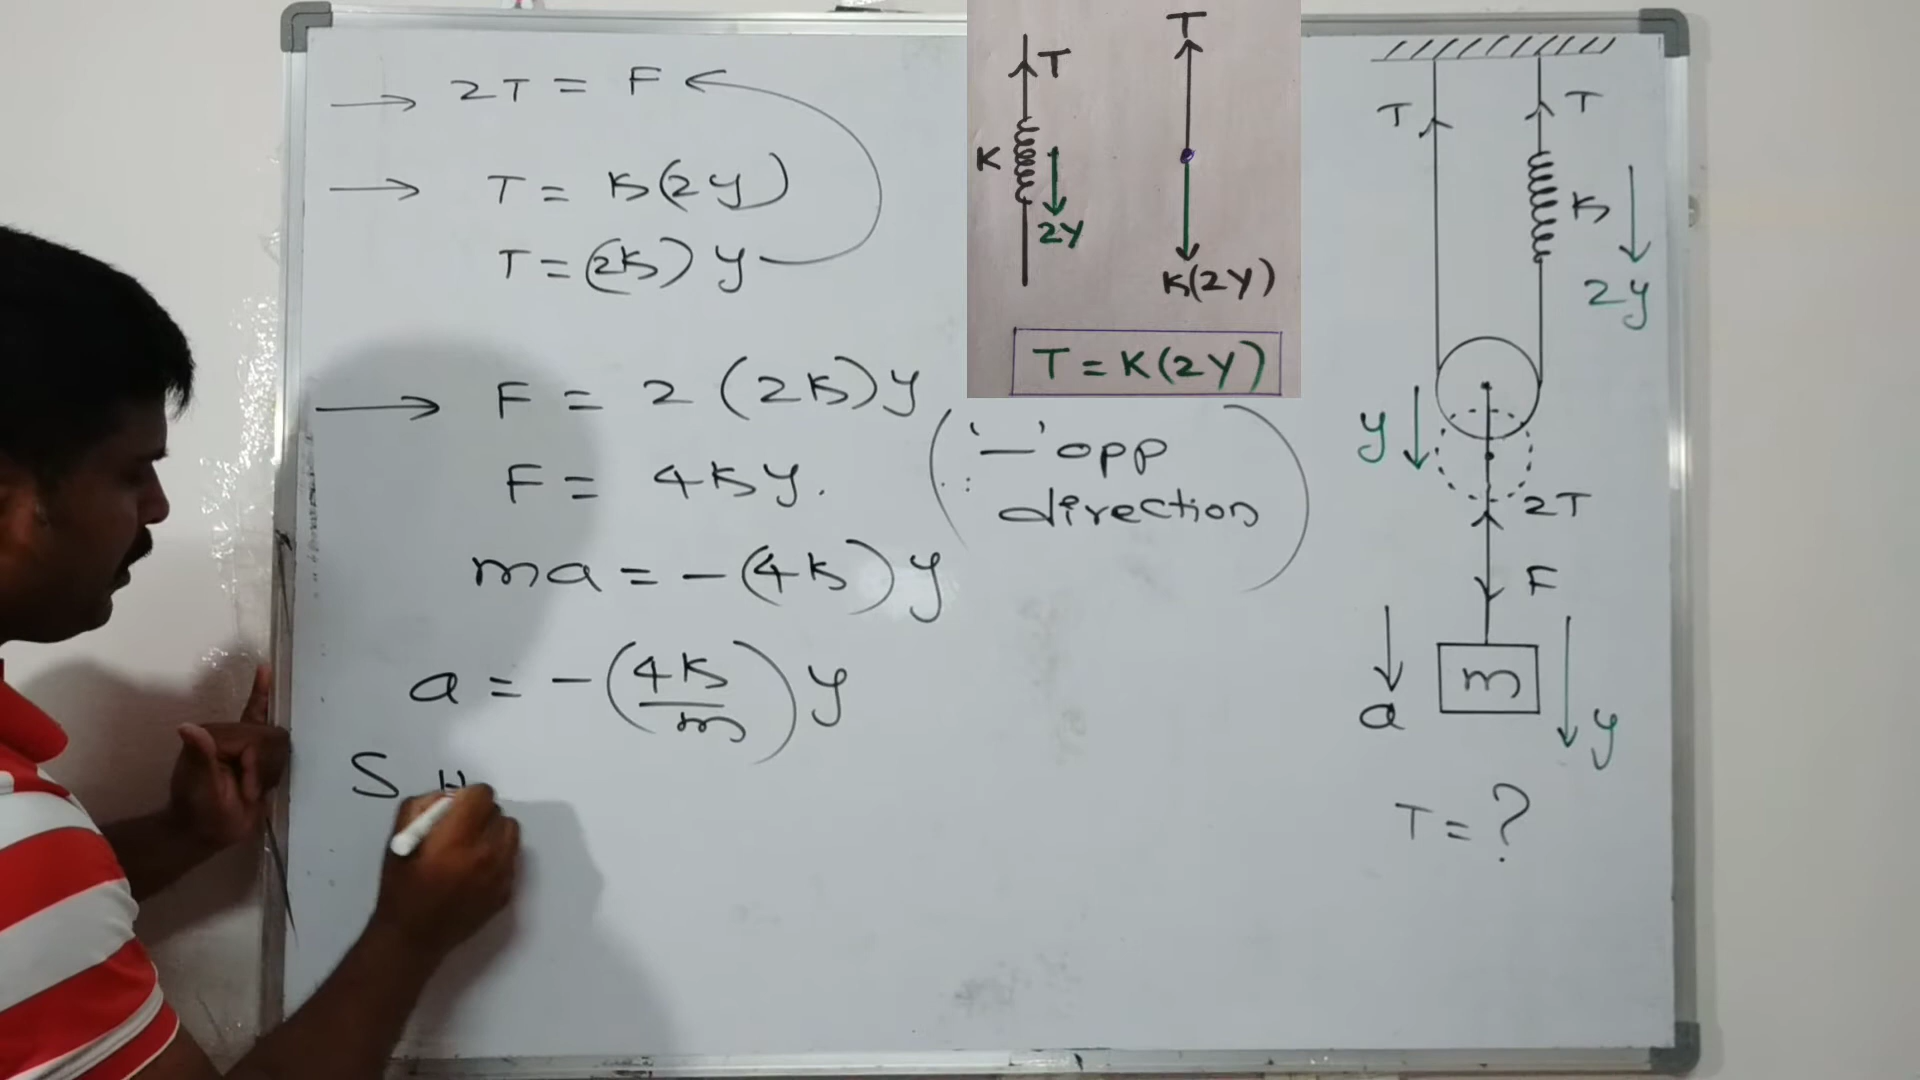 2T = F
T = K(2y)
T = (2K) y
F = 2 (2K) y
F = 4Ky.
('—' opp
direction)
ma = -(4K) y
a = -(4K/m) y
S H
T
K
2y
T
K(2y)
T = K(2y)
T
T
K
2y
y
2T
F
a
m
y
T = ?